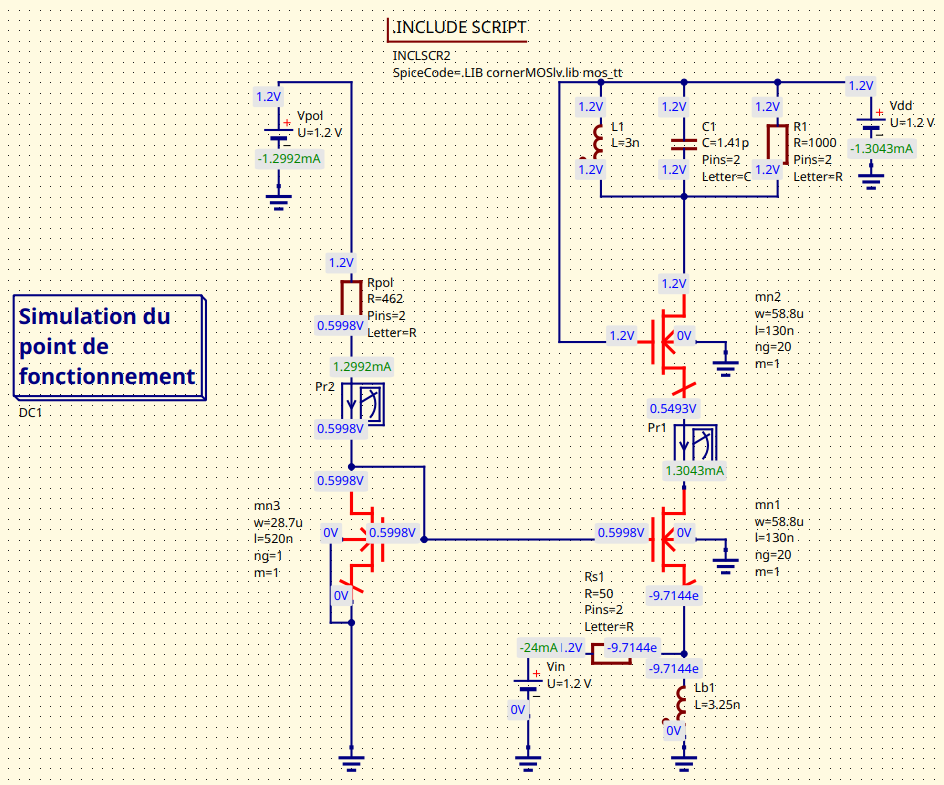 .INCLUDE SCRIPT
INCLSCR2
SpiceCode=.LIB cornerMOSlv.lib mos_tt
1.2V
Vpol
U=1.2 V
-1.2992mA
1.2V
1.2V
1.2V
1.2V
Vdd
U=1.2 V
-1.3043mA
L1
L=3n
C1
C=1.41p
Pins=2
Letter=C
R1
R=1000
Pins=2
Letter=R
1.2V
1.2V
1.2V
1.2V
Rpol
R=462
Pins=2
Letter=R
0.5998V
1.2992mA
Pr2
0.5998V
0.5998V
1.2V
mn2
w=58.8u
l=130n
ng=20
m=1
1.2V
0V
0.5493V
Pr1
1.3043mA
Simulation du
point de
fonctionnement
DC1
mn3
w=28.7u
l=520n
ng=1
m=1
0V
0.5998V
0V
0.5998V
0V
mn1
w=58.8u
l=130n
ng=20
m=1
Rs1
R=50
Pins=2
Letter=R
-9.7144e
-24mA
.2V
-9.7144e
-9.7144e
Vin
U=1.2 V
0V
Lb1
L=3.25n
0V